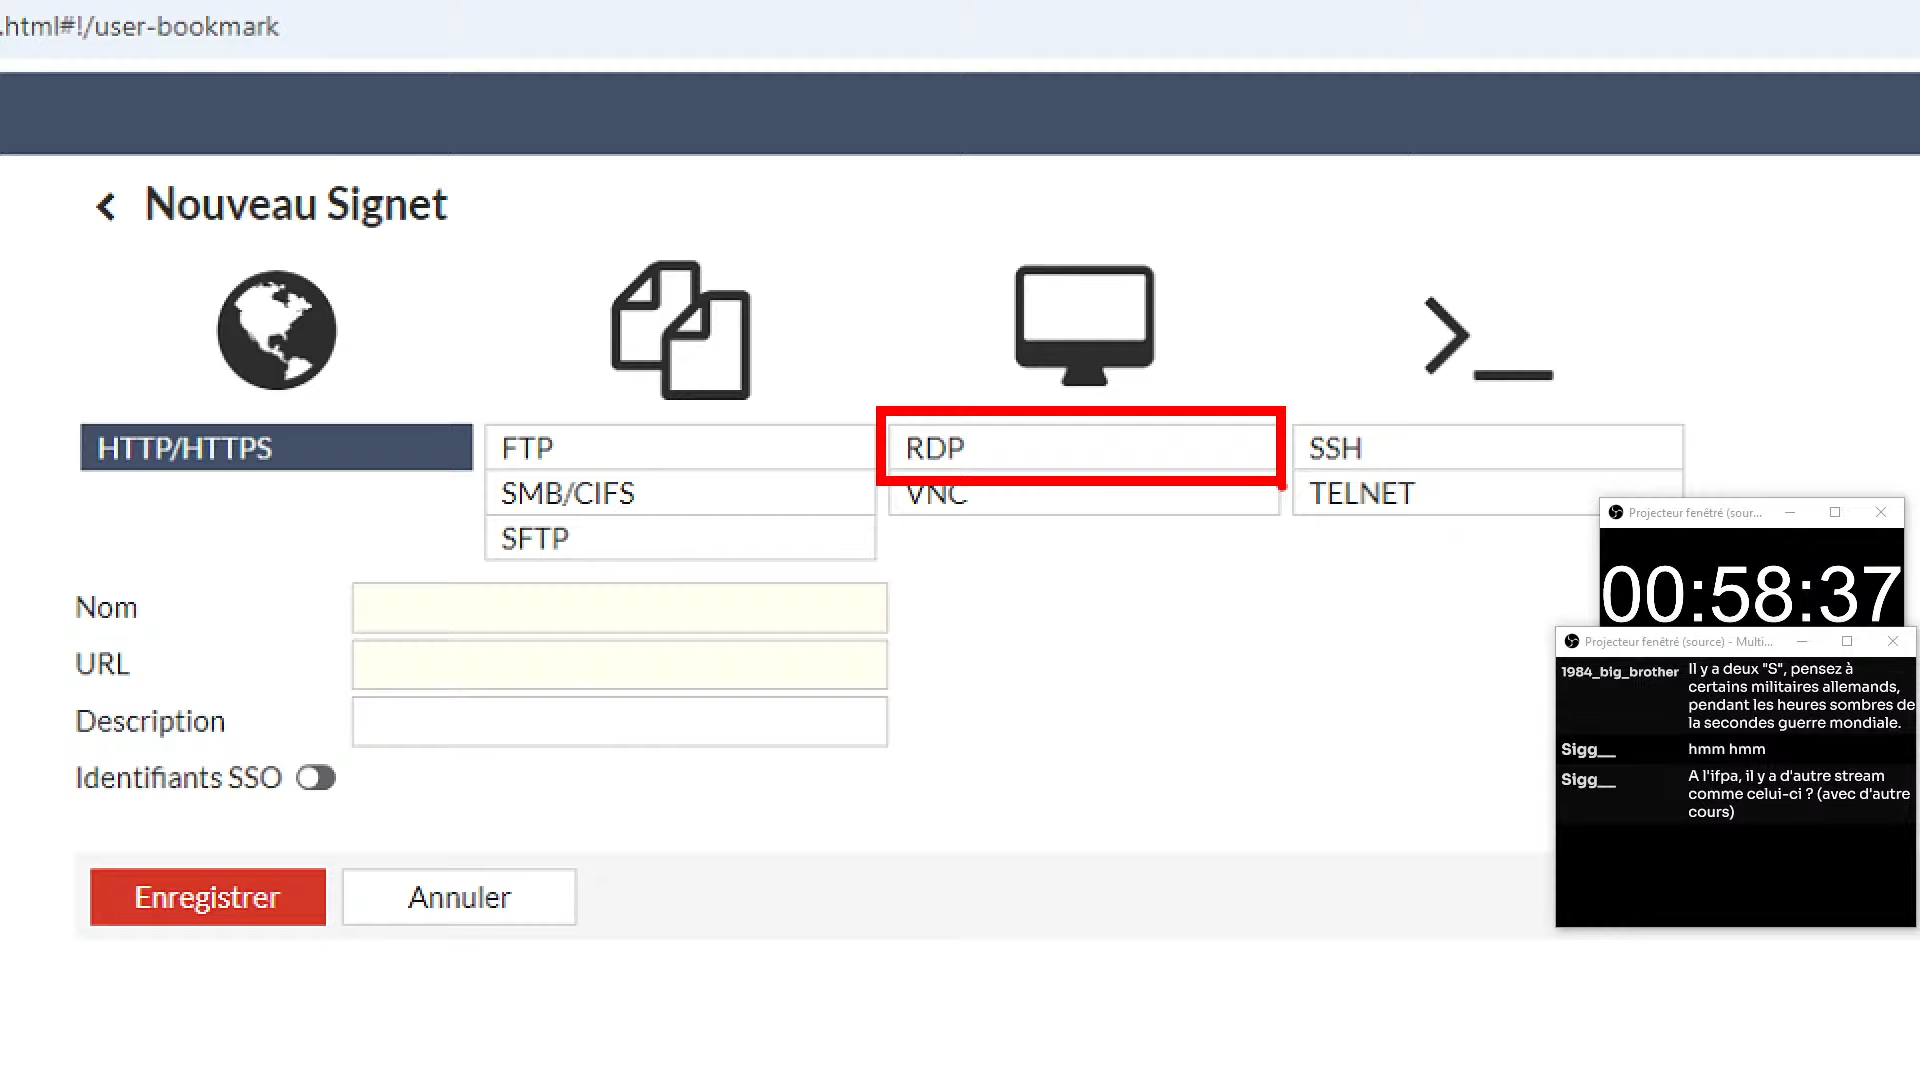 .html#!/user-bookmark
Nouveau Signet
HTTP/HTTPS
FTP
SMB/CIFS
SFTP
RDP
VNC
SSH
TELNET
Nom
URL
Description
Identifiants SSO
Enregistrer
Annuler
Projecteur fenêtré (sour...
00:58:37
Projecteur fenêtré (source) - Multi...
1984_big_brother Il y a deux "S", pensez à
certains militaires allemands,
pendant les heures sombres de
la secondes guerre mondiale.
Sigg__ hmm hmm
Sigg__ A l'ifpa, il y a d'autre stream
comme celui-ci ? (avec d'autre
cours)